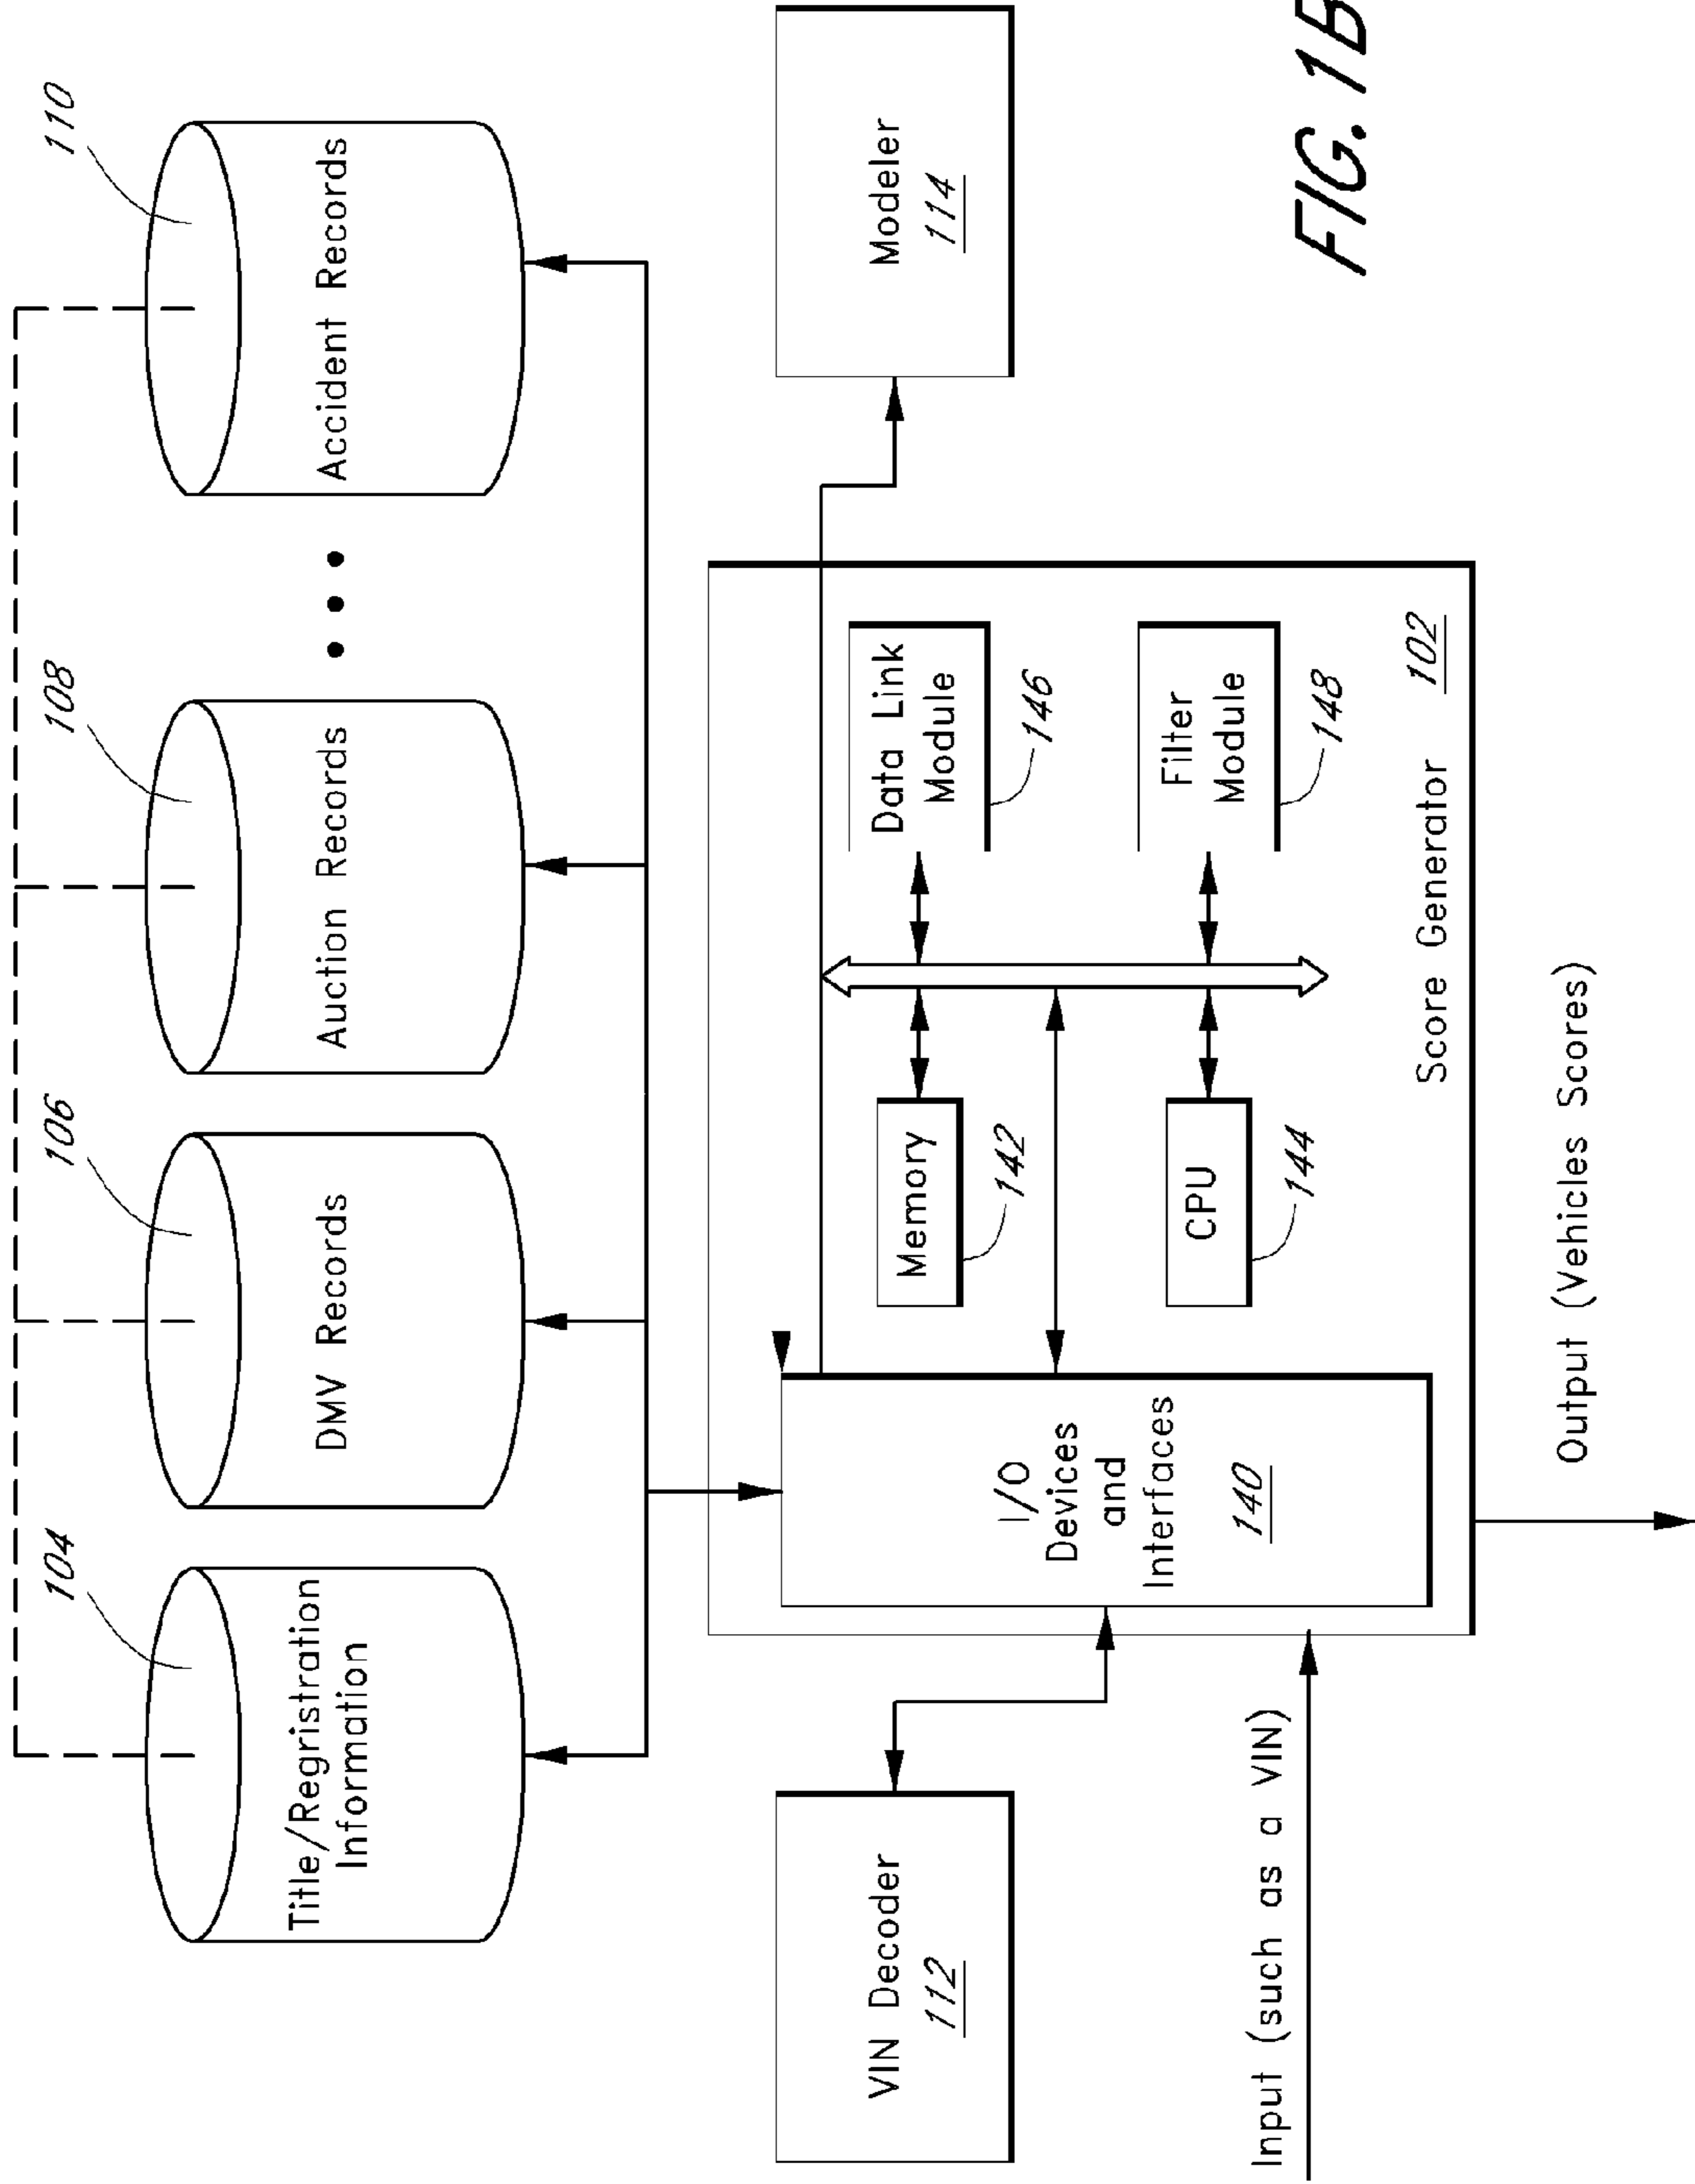 104
106
108
110
Title/Regristration
Information
DMV Records
Auction Records
• • •
Accident Records
VIN Decoder
112
Modeler
114
I/O
Devices
and
Interfaces
140
Memory
142
Data Link
Module
146
CPU
144
Filter
Module
148
Score Generator
102
Input (such as a VIN)
Output (Vehicles Scores)
FIG. 1B